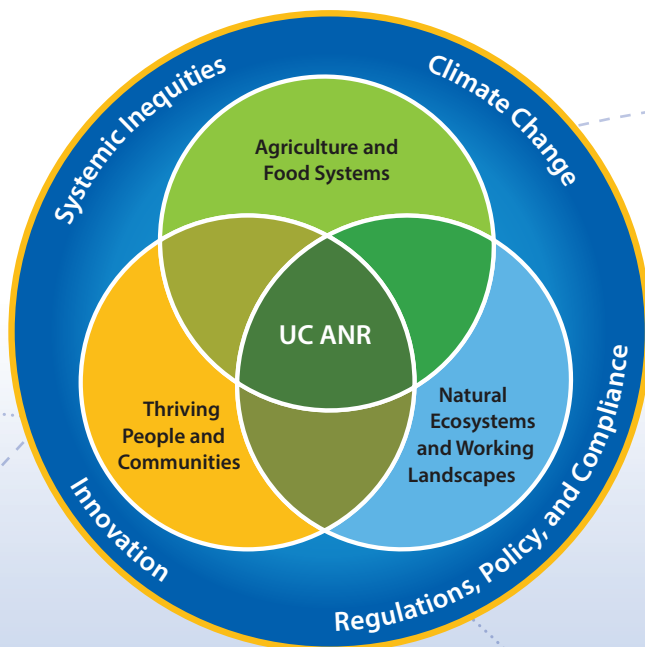 Systemic Inequities
Climate Change
Agriculture and
Food Systems
UC ANR
Thriving
People and
Communities
Natural
Ecosystems
and Working
Landscapes
Innovation
Regulations, Policy, and Compliance